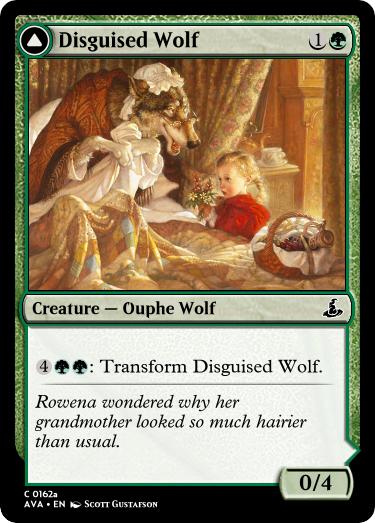 Disguised Wolf 1
Creature — Ouphe Wolf
4: Transform Disguised Wolf.
Rowena wondered why her
grandmother looked so much hairier
than usual.
0/4
C 0162a
AVA • EN Scott Gustafson